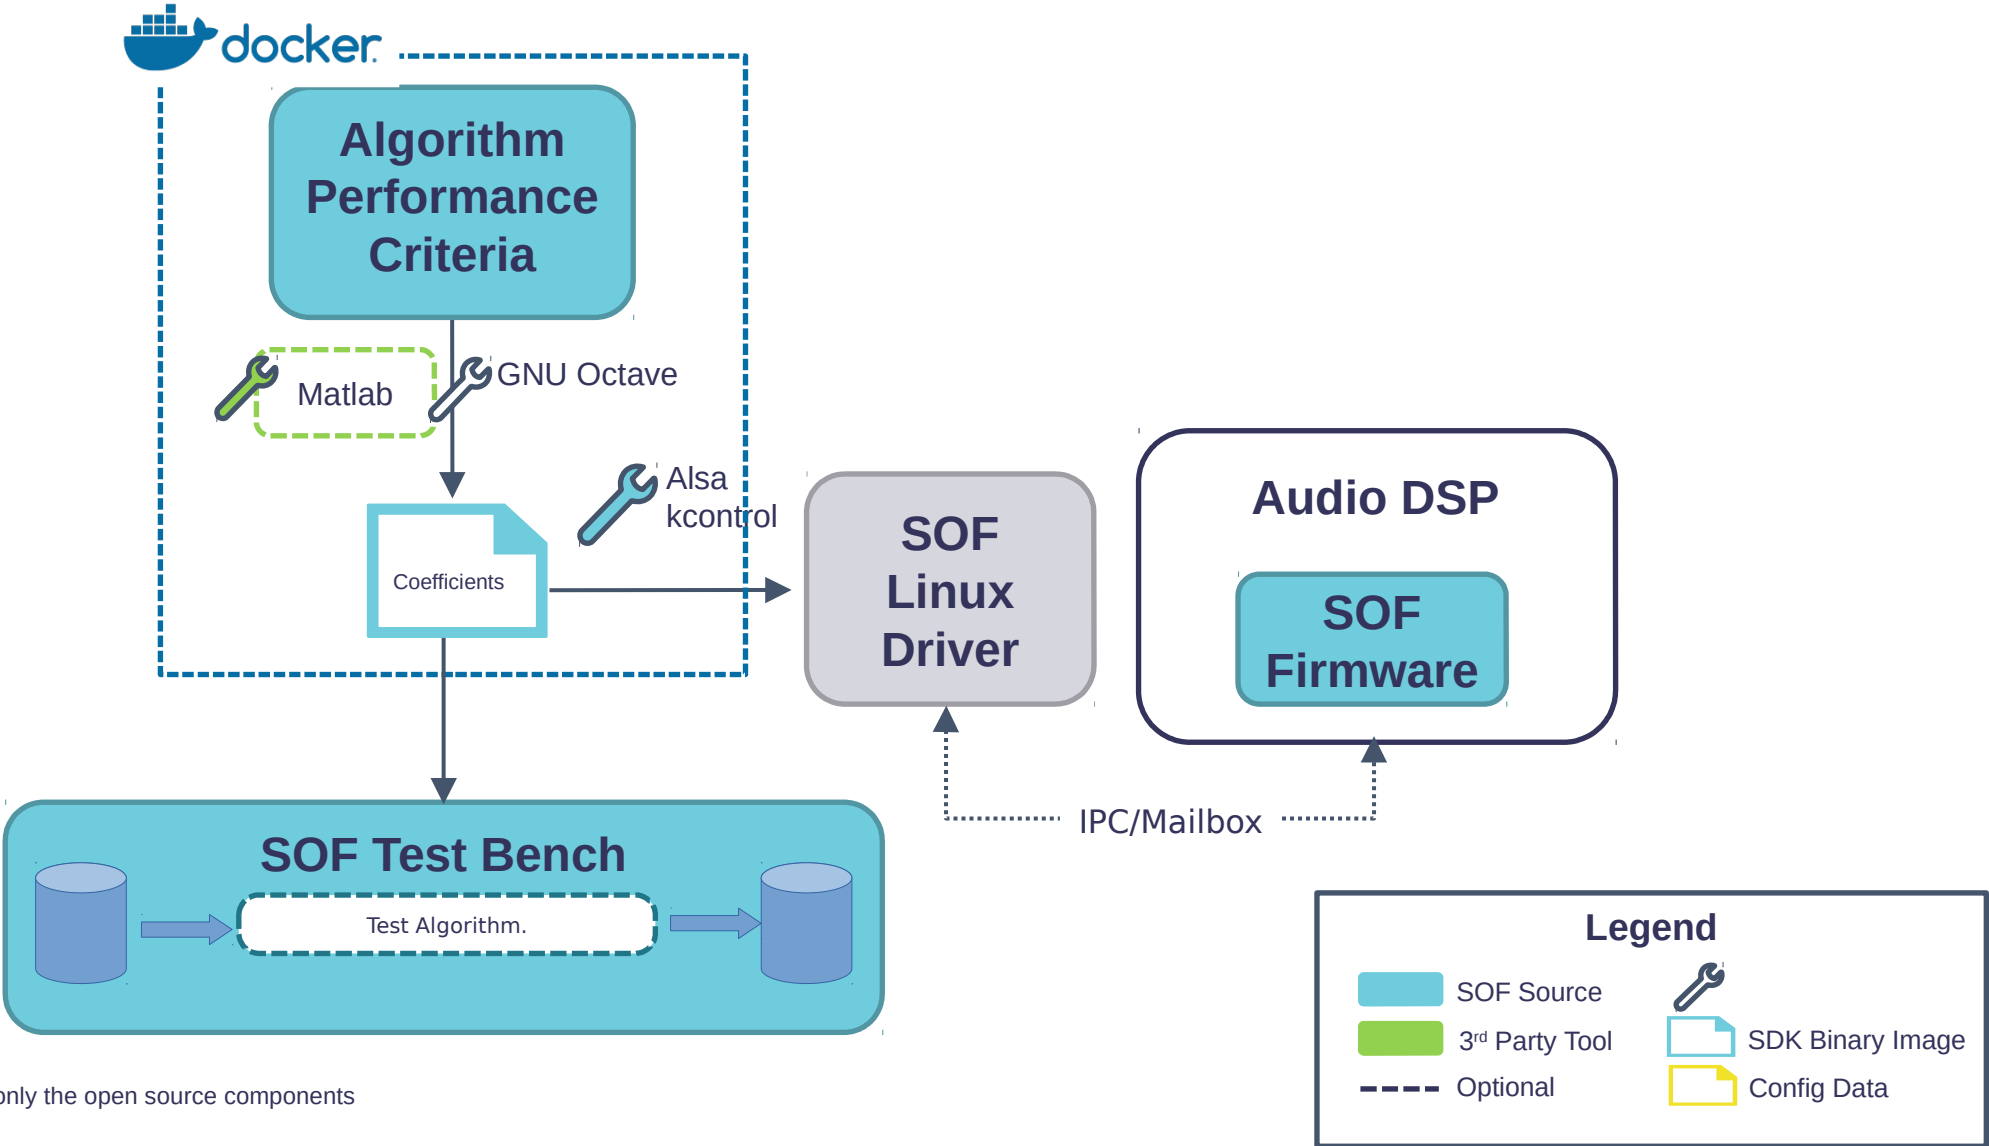 docker
Algorithm
Performance
Criteria
Matlab
GNU Octave
Alsa
kcontrol
Coefficients
SOF
Linux
Driver
Audio DSP
SOF
Firmware
IPC/Mailbox
SOF Test Bench
Test Algorithm.
Legend
SOF Source
3rd Party Tool
SDK Binary Image
Optional
Config Data
only the open source components